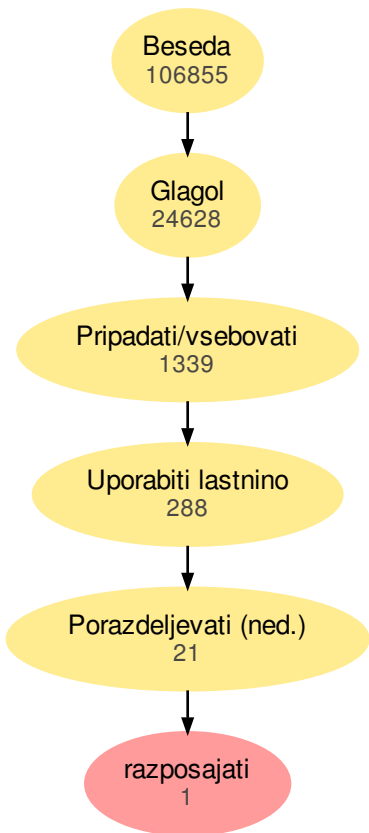 Beseda
106855
Glagol
24628
Pripadati/vsebovati
1339
Uporabiti lastnino
288
Porazdeljevati (ned.)
21
razposajati
1